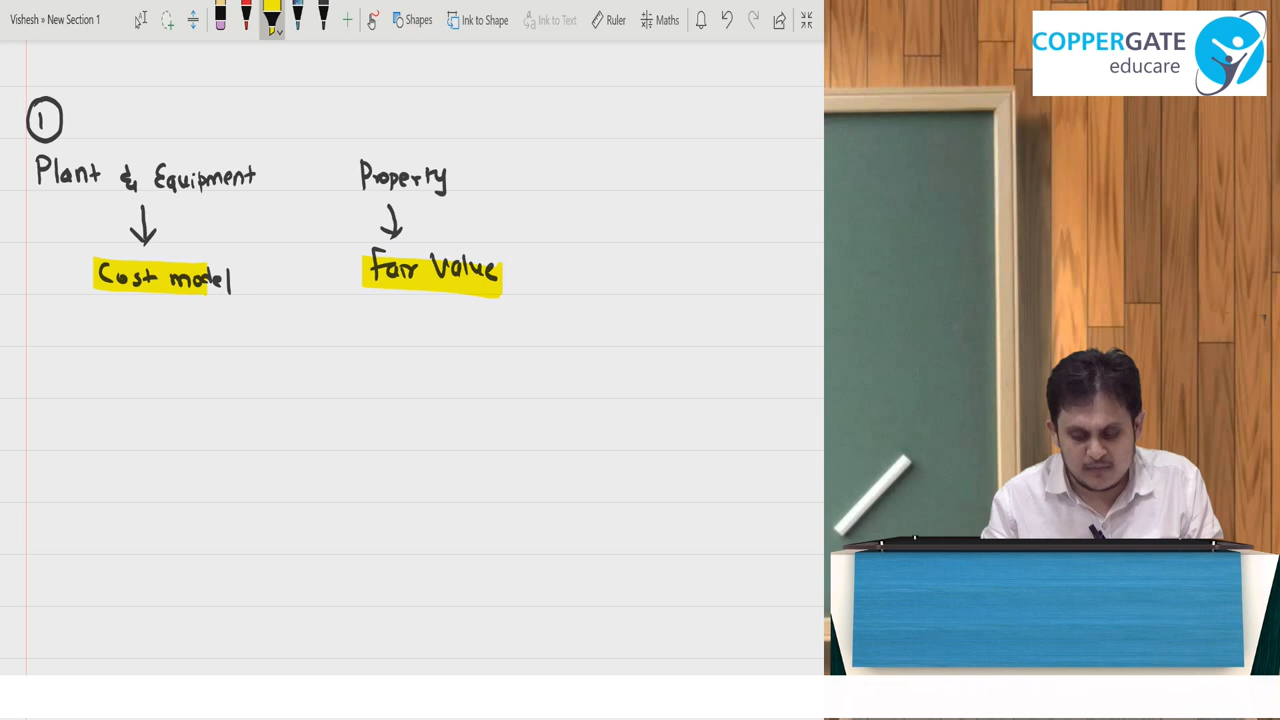 Vishesh » New Section 1
Shapes
Ink to Shape
Ink to Text
Ruler
Maths
COPPERGATE
educare
1
Plant & Equipment
Property
Cost model
Fair Value